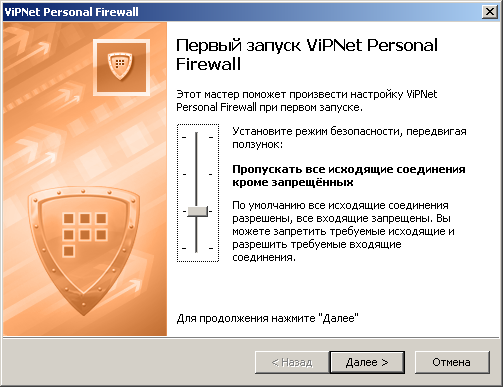 ViPNet Personal Firewall
Первый запуск ViPNet Personal
Firewall
Этот мастер поможет произвести настройку ViPNet
Personal Firewall при первом запуске.
Установите режим безопасности, передвигая
ползунок:
Пропускать все исходящие соединения
кроме запрещённых
По умолчанию все исходящие соединения
разрешены, все входящие запрещены. Вы
можете запретить требуемые исходящие и
разрешить требуемые входящие
соединения.
Для продолжения нажмите "Далее"
< Назад
Далее >
Отмена